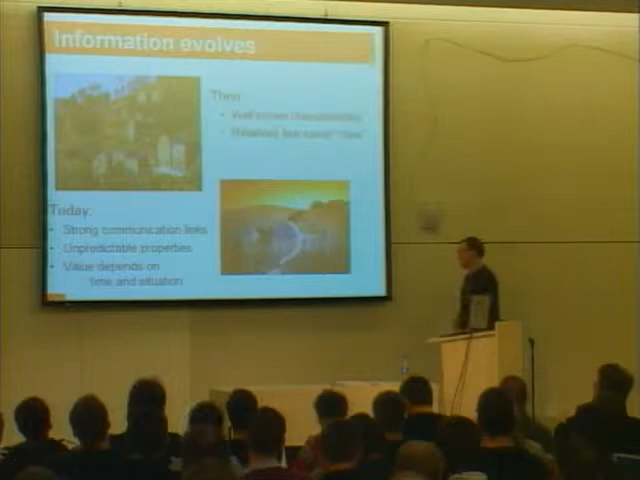 Information evolves
Then:
Today:
• Strong communication links
• Unpredictable properties
• Value depends on
time and situation